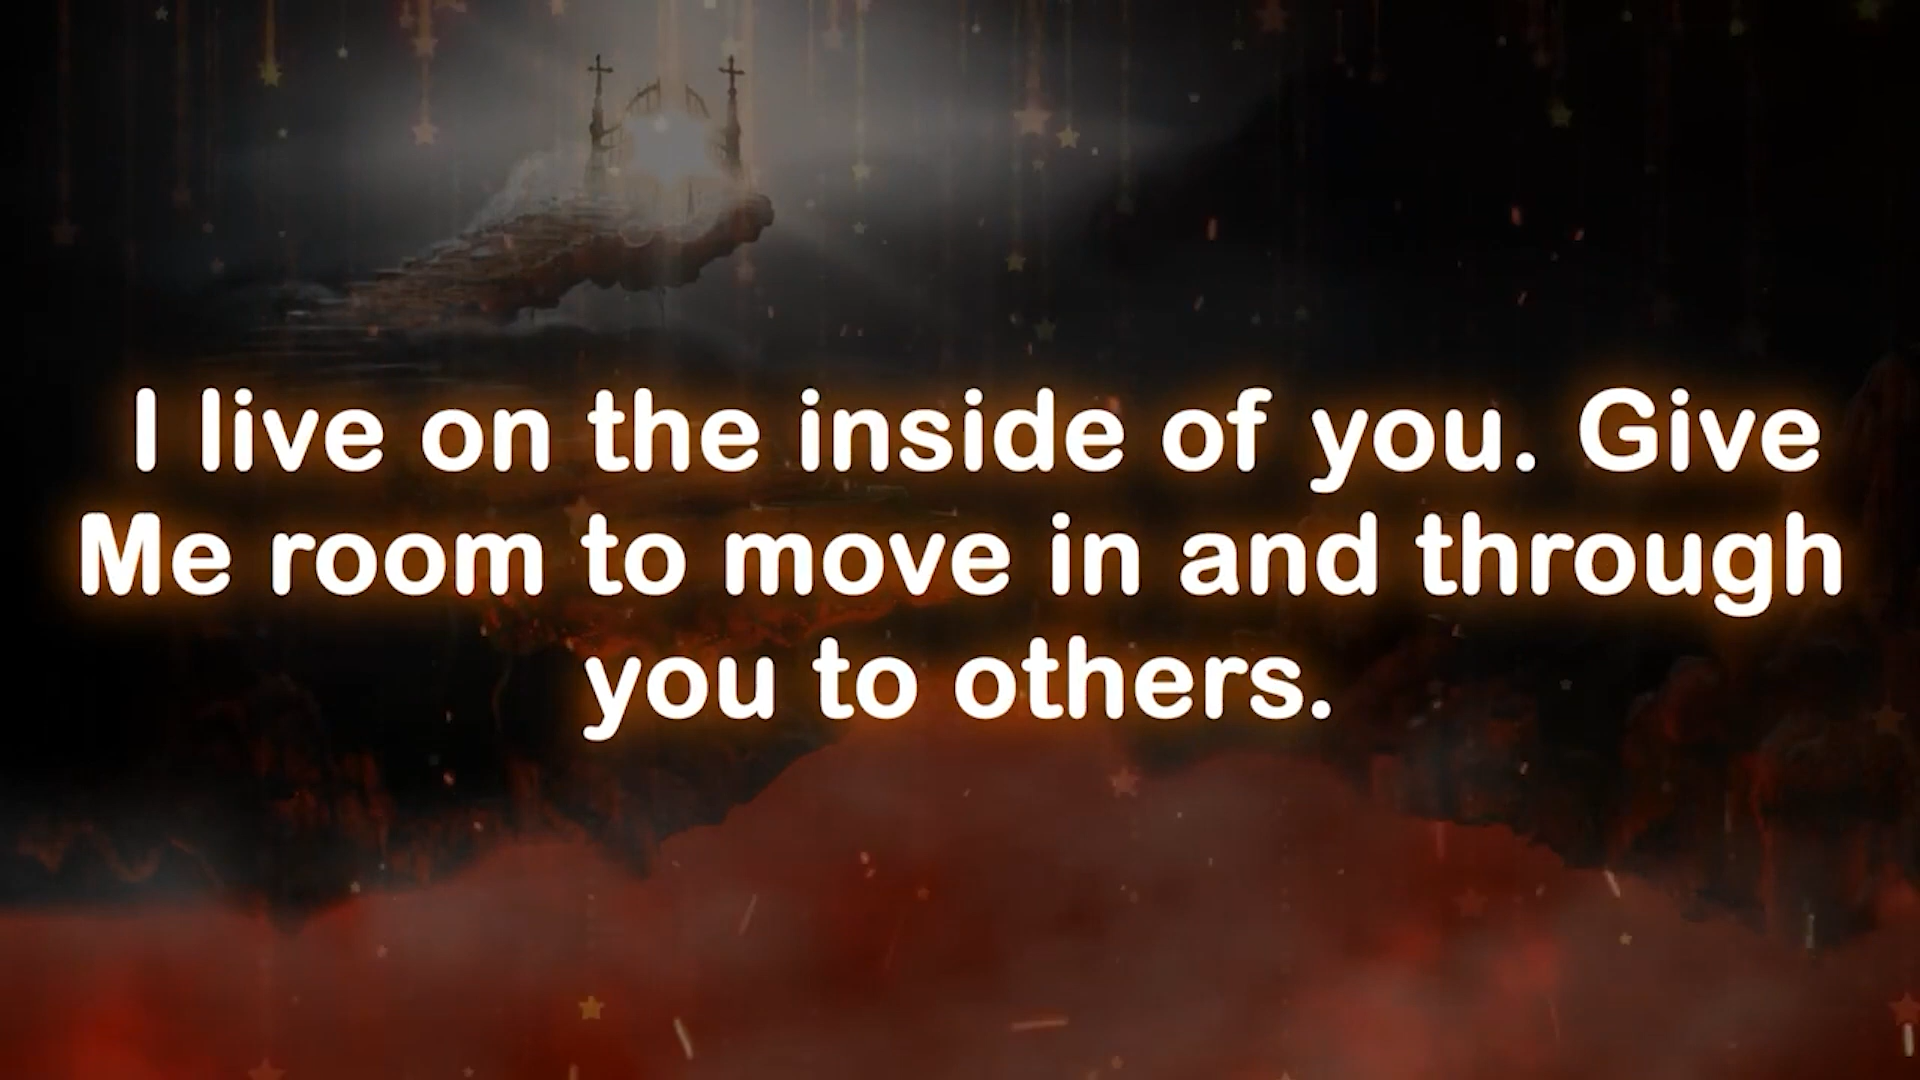 I live on the inside of you. Give
Me room to move in and through
you to others.